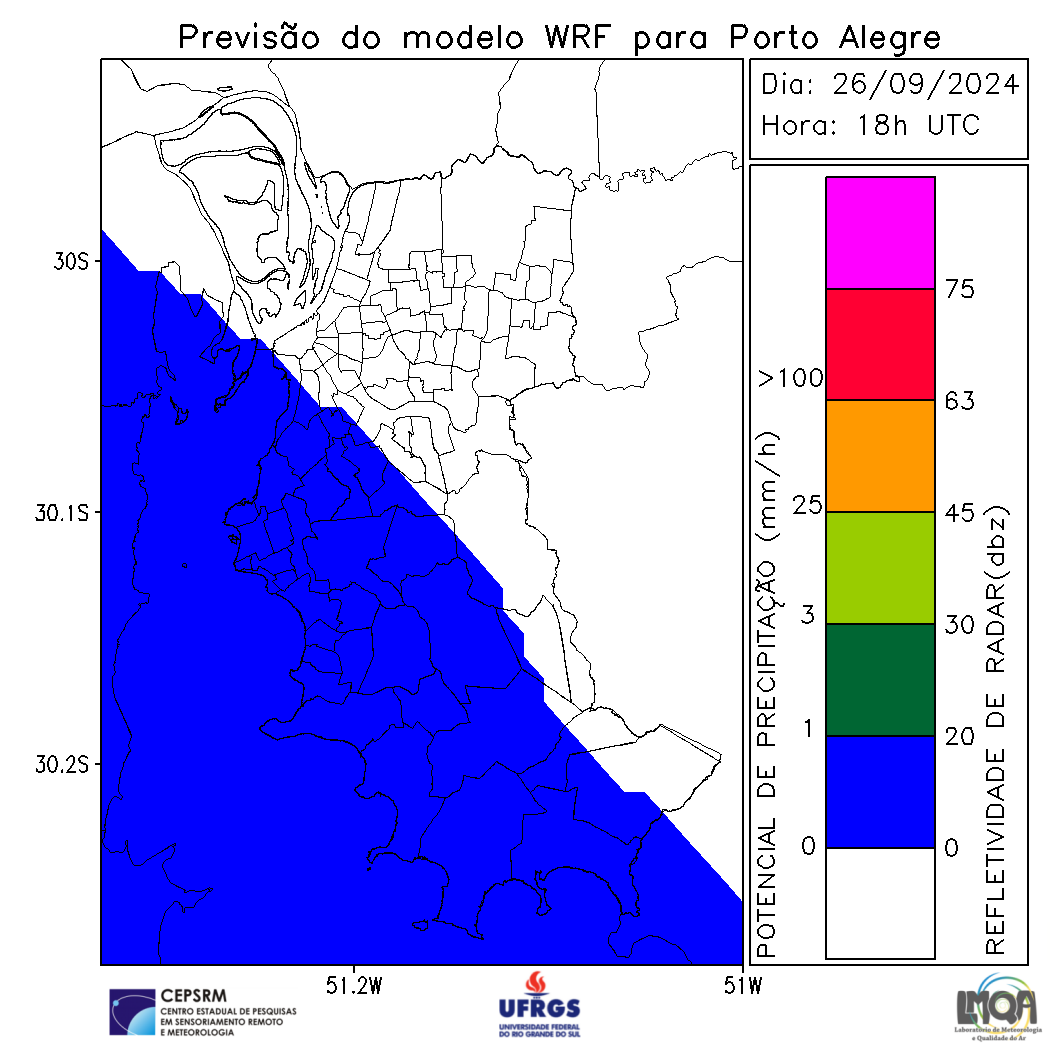 Previsão do modelo WRF para Porto Alegre
Dia: 26/09/2024
Hora: 18h UTC
30S
30.1S
30.2S
51.2W
51W
POTENCIAL DE PRECIPITAÇÃO (mm/h)
>100
25
3
1
0
75
63
45
30
20
0
REFLETIVIDADE DE RADAR(dbz)
CEPSRM
CENTRO ESTADUAL DE PESQUISAS
EM SENSORIAMENTO REMOTO
E METEOROLOGIA
UFRGS
UNIVERSIDADE FEDERAL
DO RIO GRANDE DO SUL
LMQA
Laboratório de Meteorologia
e Qualidade do Ar